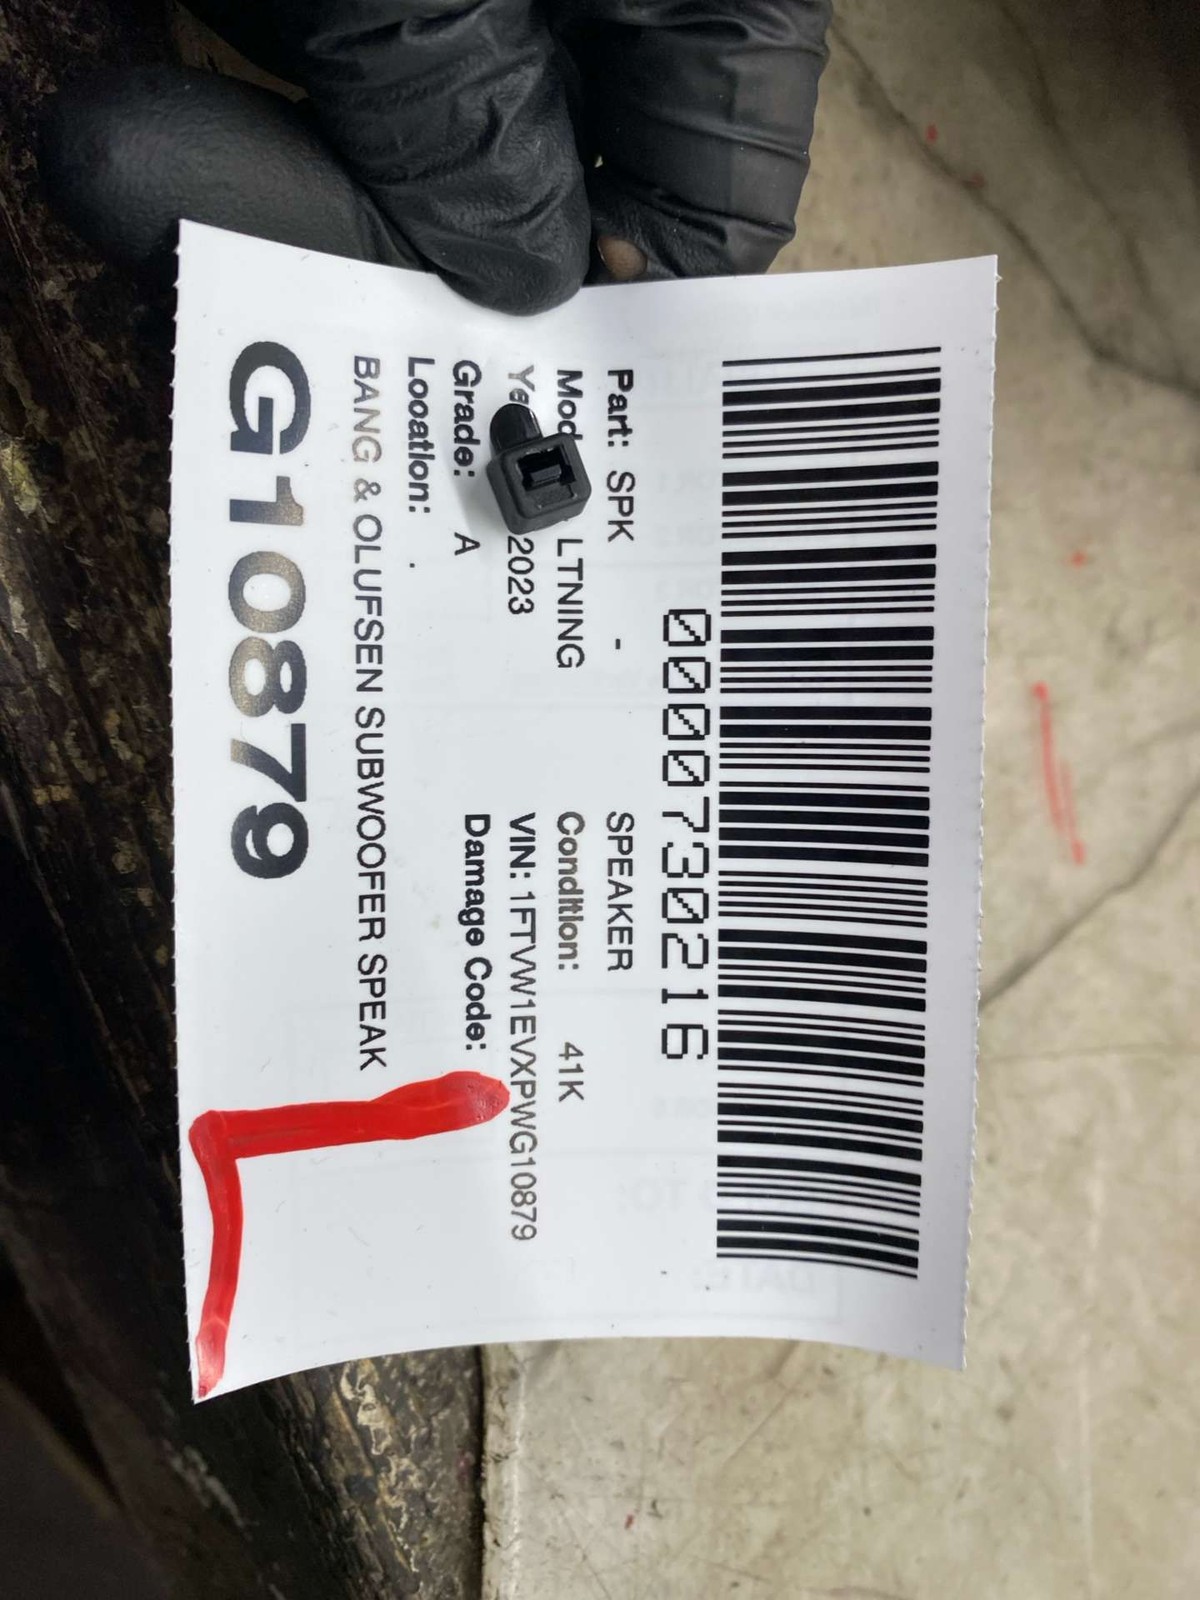 0000730216
Part: SPK - SPEAKER
Mod LTNING Condition: 41K
Ye 2023 VIN: 1FTVW1EVXPWG10879
Grade: A Damage Code:
Location: .
BANG & OLUFSEN SUBWOOFER SPEAK
G10879
L